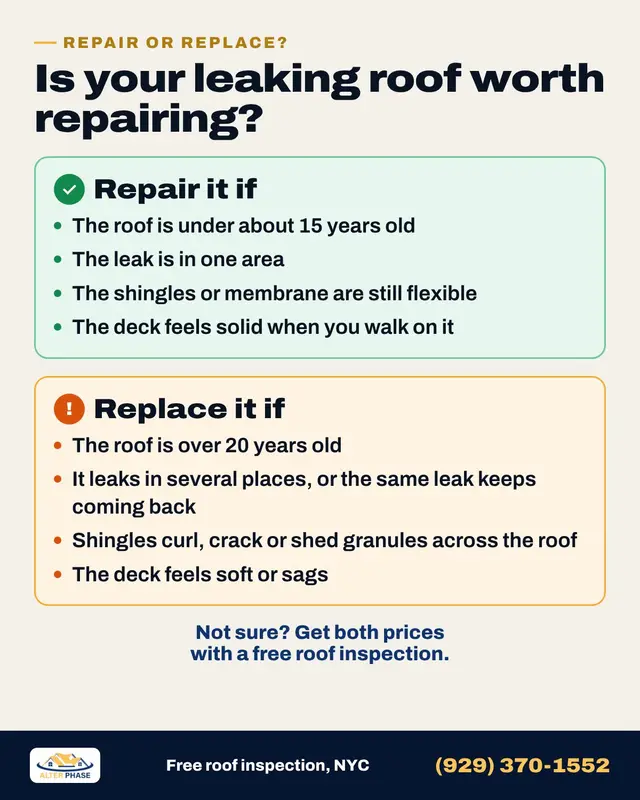 REPAIR OR REPLACE?
Is your leaking roof worth
repairing?
Repair it if
The roof is under about 15 years old
The leak is in one area
The shingles or membrane are still flexible
The deck feels solid when you walk on it
!
Replace it if
The roof is over 20 years old
It leaks in several places, or the same leak keeps
coming back
Shingles curl, crack or shed granules across the roof
The deck feels soft or sags
Not sure? Get both prices
with a free roof inspection.
ALTER PHASE
Free roof inspection, NYC
(929) 370-1552